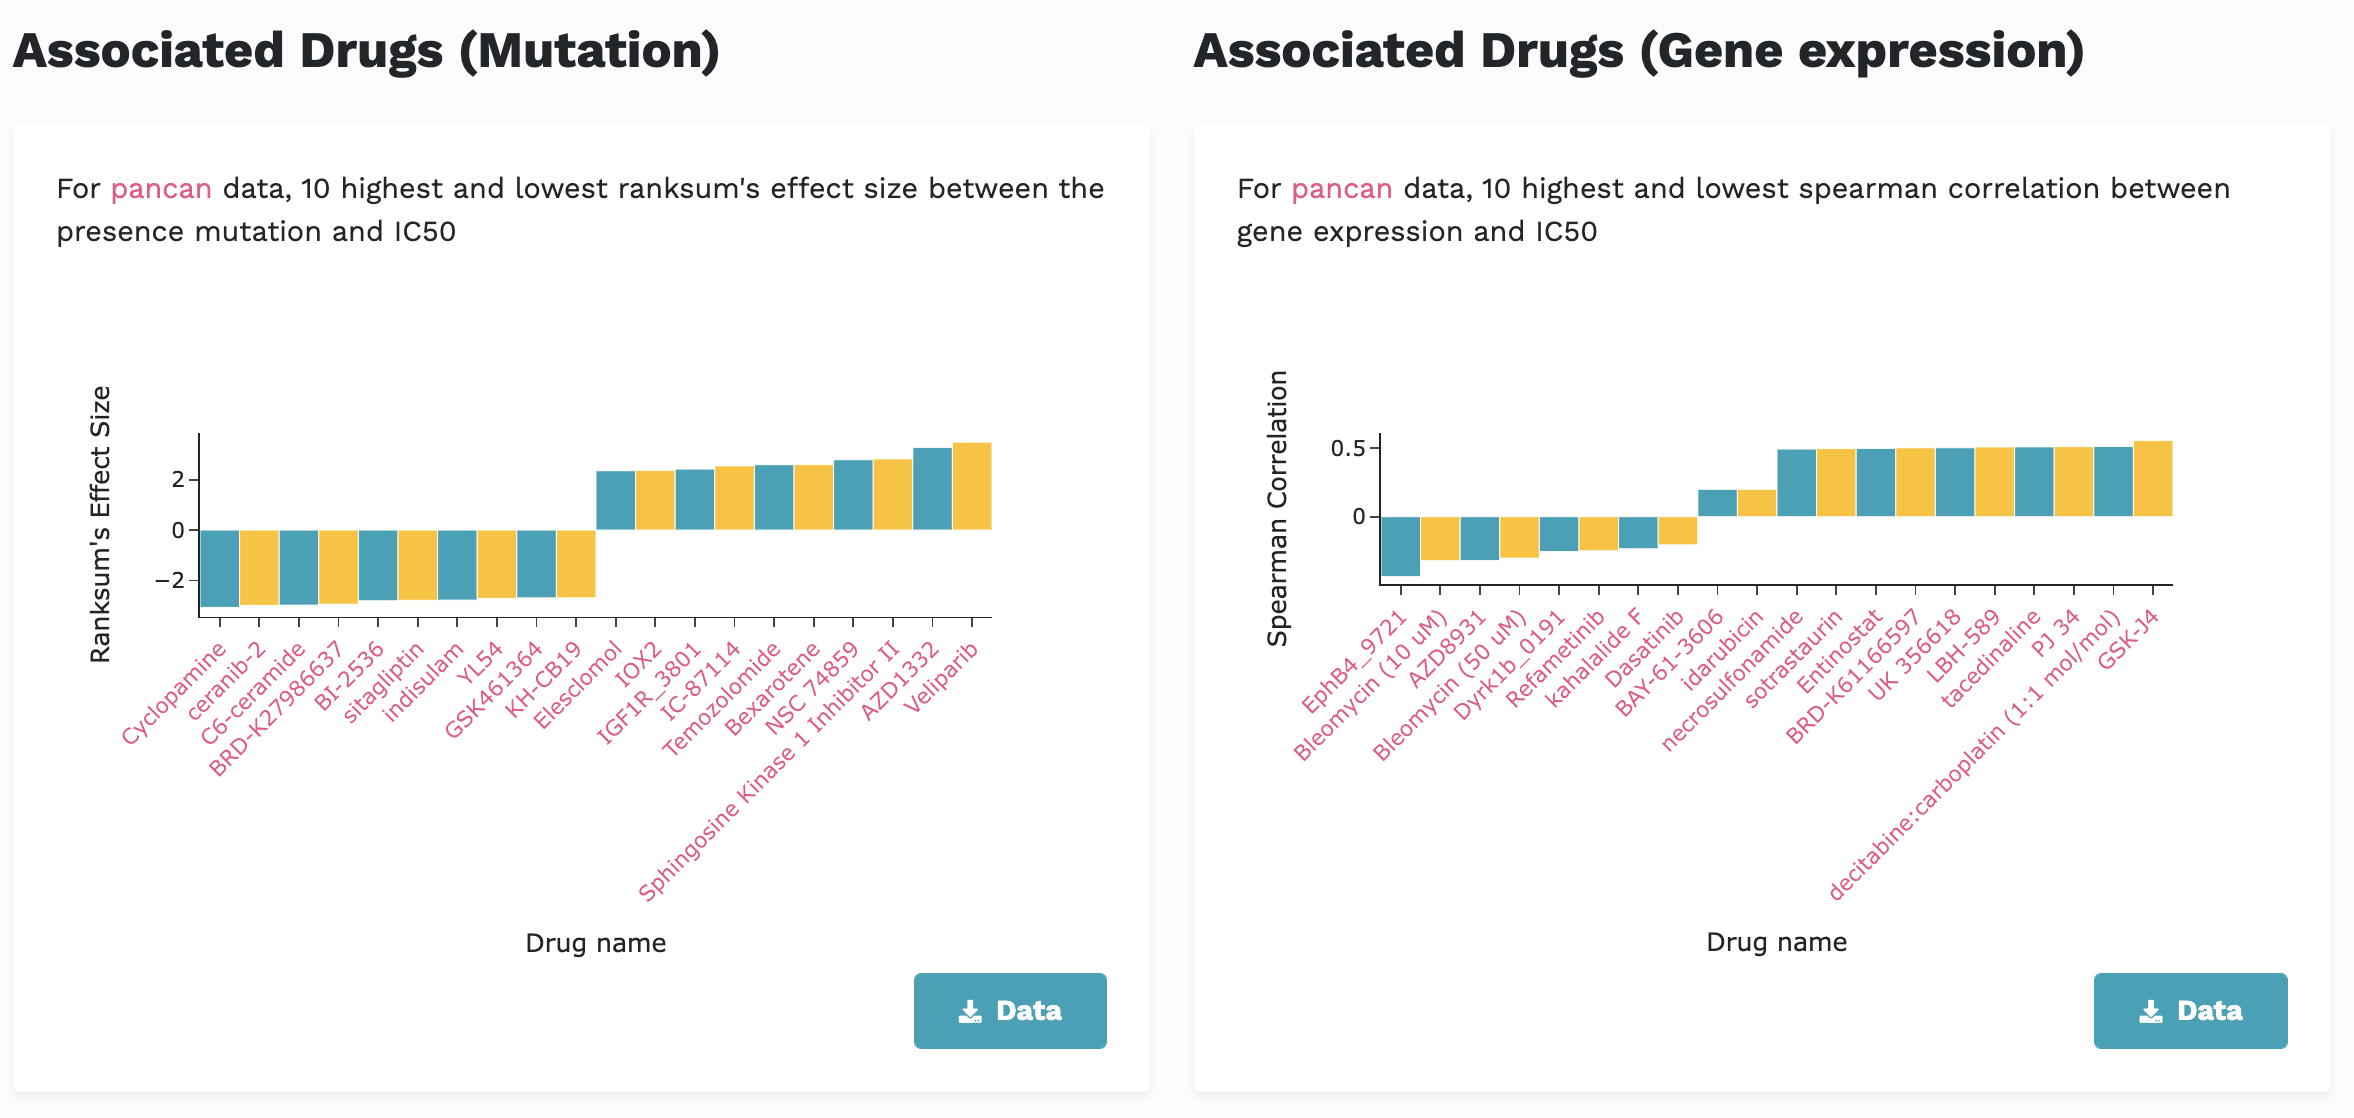 Associated Drugs (Mutation)
For pancan data, 10 highest and lowest ranksum's effect size between the
presence mutation and IC50
Ranksum's Effect Size
2
0
−2
Cyclopamine
ceranib-2
C6-ceramide
BRD-K27986637
BI-2536
sitagliptin
indisulam
YL54
GSK461364
KH-CB19
Elesclomol
IOX2
IGF1R_3801
IC-87114
Temozolomide
Bexarotene
NSC 74859
Sphingosine Kinase 1 Inhibitor II
AZD1332
Veliparib
Drug name
Data
Associated Drugs (Gene expression)
For pancan data, 10 highest and lowest spearman correlation between
gene expression and IC50
Spearman Correlation
0.5
0
EphB4_9721
Bleomycin (10 uM)
AZD8931
Bleomycin (50 uM)
Dyrk1b_0191
Refametinib
kahalalide F
Dasatinib
BAY-61-3606
idarubicin
necrosulfonamide
sotrastaurin
Entinostat
BRD-K61166597
UK 356618
LBH-589
tacedinaline
PJ 34
decitabine:carboplatin (1:1 mol/mol)
GSK-J4
Drug name
Data